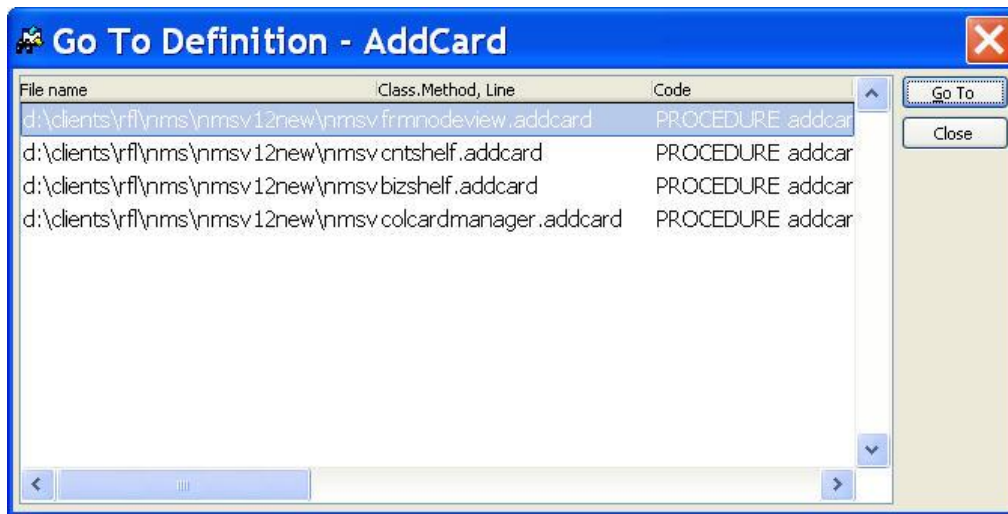 Go To Definition - AddCard
File name Class.Method, Line Code
d:\clients\rfl\nms\nmsv12new\nmsv frmnodeview.addcard PROCEDURE addcar
d:\clients\rfl\nms\nmsv12new\nmsv cntshelf.addcard PROCEDURE addcar
d:\clients\rfl\nms\nmsv12new\nmsv bizshelf.addcard PROCEDURE addcar
d:\clients\rfl\nms\nmsv12new\nmsv colcardmanager.addcard PROCEDURE addcar
Go To
Close